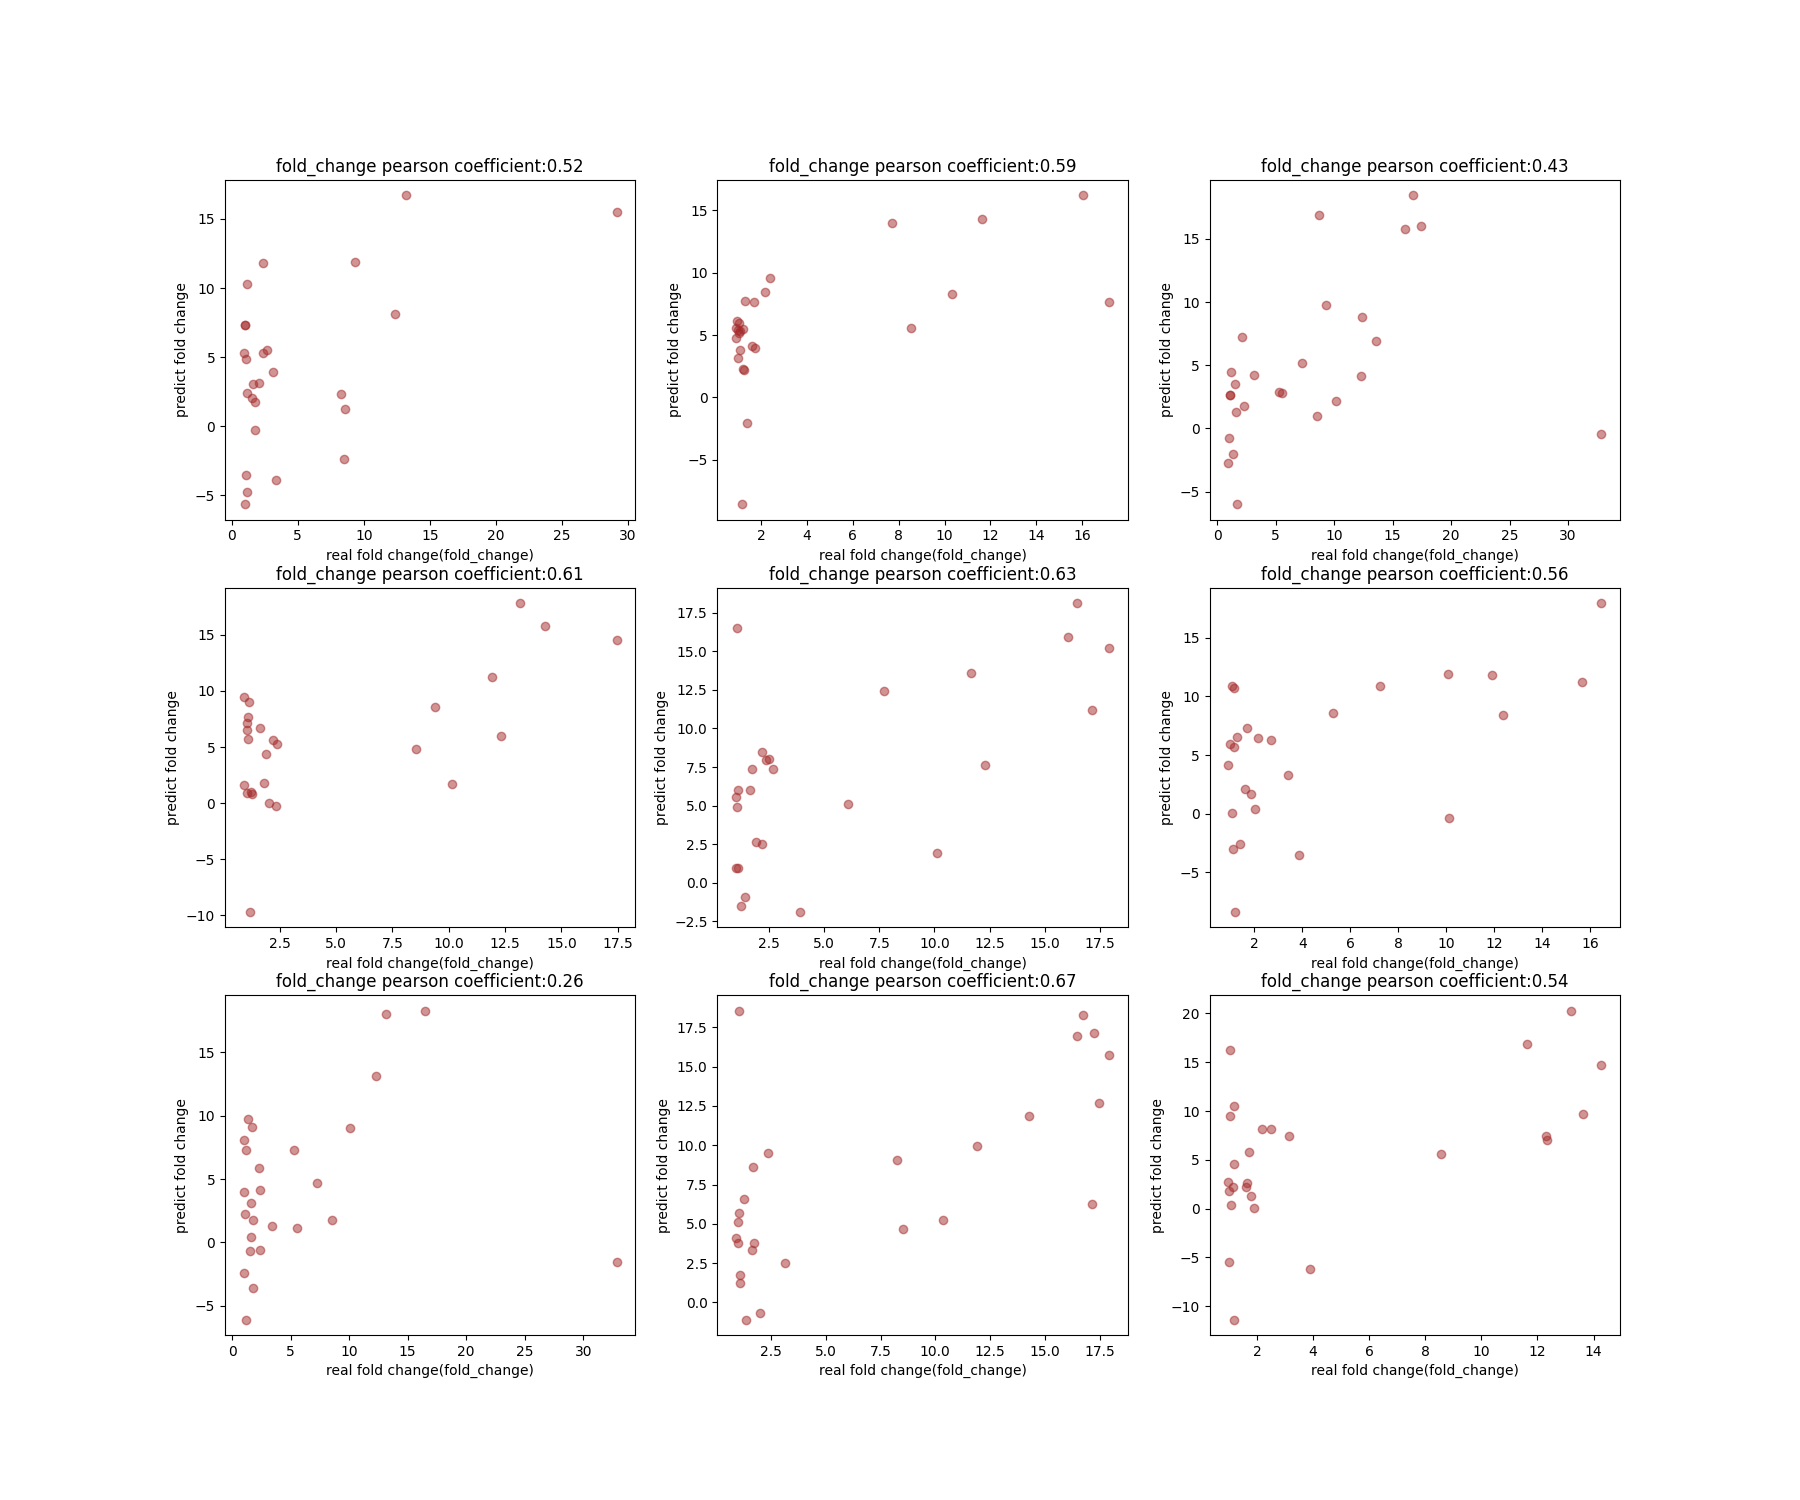 fold_change pearson coefficient:0.52
fold_change pearson coefficient:0.59
fold_change pearson coefficient:0.43
predict fold change
15
10
5
0
−5
0 5 10 15 20 25 30
real fold change(fold_change)
predict fold change
15
10
5
0
−5
2 4 6 8 10 12 14 16
real fold change(fold_change)
predict fold change
15
10
5
0
−5
0 5 10 15 20 25 30
real fold change(fold_change)
fold_change pearson coefficient:0.61
fold_change pearson coefficient:0.63
fold_change pearson coefficient:0.56
predict fold change
15
10
5
0
−5
−10
2.5 5.0 7.5 10.0 12.5 15.0 17.5
real fold change(fold_change)
predict fold change
17.5
15.0
12.5
10.0
7.5
5.0
2.5
0.0
−2.5
2.5 5.0 7.5 10.0 12.5 15.0 17.5
real fold change(fold_change)
predict fold change
15
10
5
0
−5
2 4 6 8 10 12 14 16
real fold change(fold_change)
fold_change pearson coefficient:0.26
fold_change pearson coefficient:0.67
fold_change pearson coefficient:0.54
predict fold change
15
10
5
0
−5
0 5 10 15 20 25 30
real fold change(fold_change)
predict fold change
17.5
15.0
12.5
10.0
7.5
5.0
2.5
0.0
2.5 5.0 7.5 10.0 12.5 15.0 17.5
real fold change(fold_change)
predict fold change
20
15
10
5
0
−5
−10
2 4 6 8 10 12 14
real fold change(fold_change)